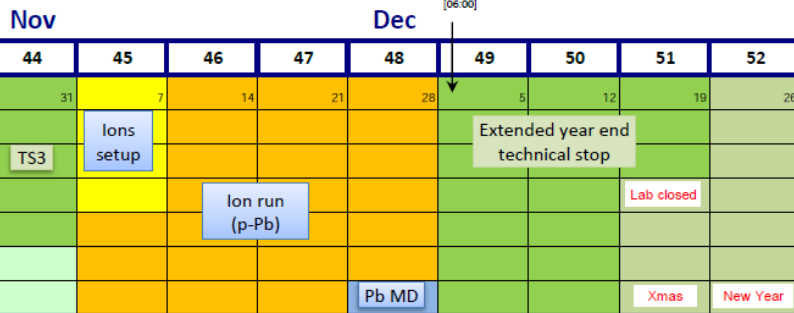 [06:00]
Nov Dec
44 45 46 47 48 49 50 51 52
31 7 14 21 28 5 12 19 26
Ions
setup
TS3
Extended year end
technical stop
Lab closed
Ion run
(p-Pb)
Pb MD
Xmas
New Year